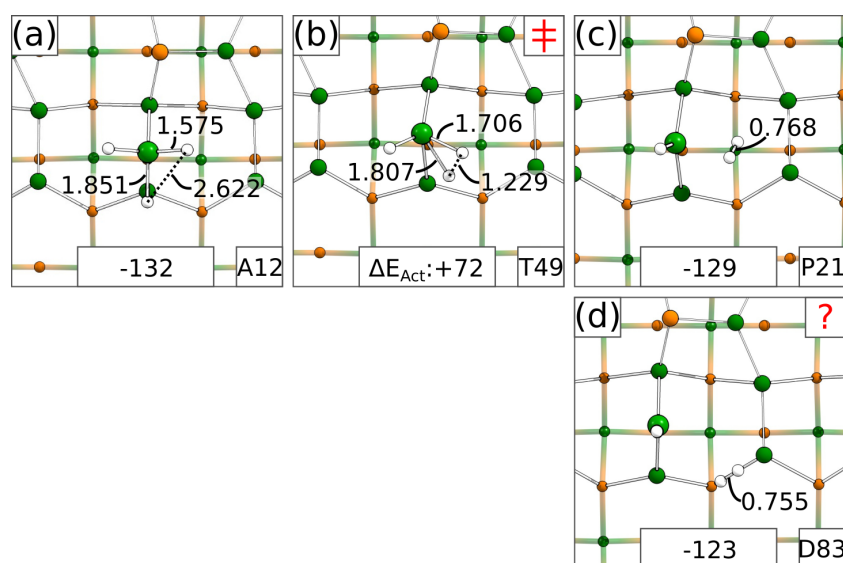 (a)
1.575
1.851
2.622
-132
A12
(b)
‡
1.706
1.807
1.229
ΔE_Act:+72
T49
(c)
0.768
-129
P21
(d)
?
0.755
-123
D83